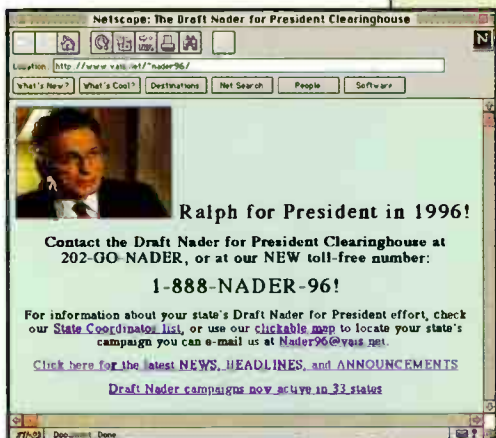 Netscape: The Draft Nader for President Clearinghouse
N
Location: http://www.vais.net/~nader96/
What's New? What's Cool? Destinations Net Search People Software
Ralph for President in 1996!
Contact the Draft Nader for President Clearinghouse at
202-GO-NADER, or at our NEW toll-free number:
1-888-NADER-96!
For information about your state's Draft Nader for President effort, check
our State Coordinator list, or use our clickable map to locate your state's
campaign you can e-mail us at Nader96@vais.net.
Click here for the latest NEWS, HEADLINES, and ANNOUNCEMENTS
Draft Nader campaigns now active in 33 states
Document Done